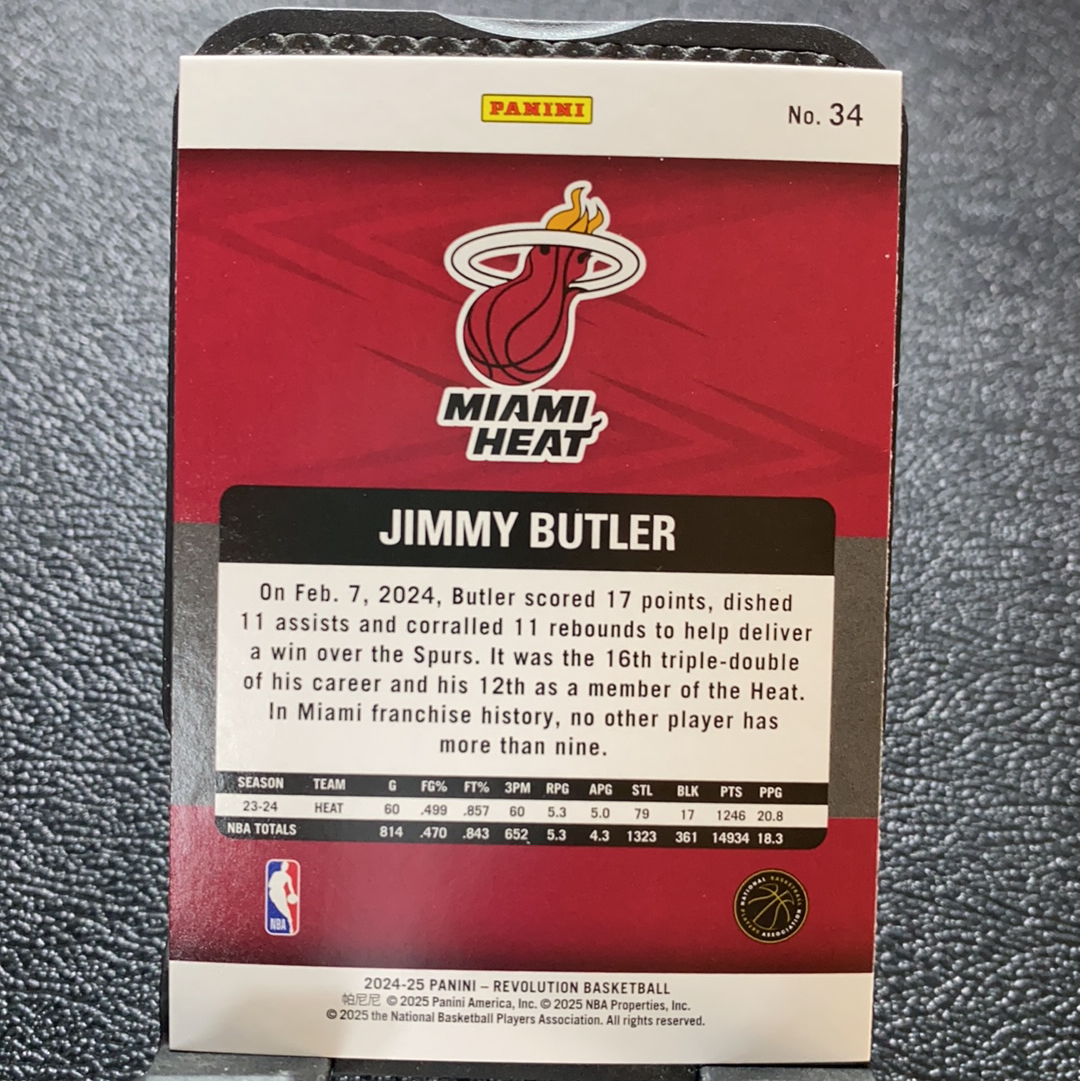 PANINI
No. 34
MIAMI
HEAT
JIMMY BUTLER
On Feb. 7, 2024, Butler scored 17 points, dished
11 assists and corralled 11 rebounds to help deliver
a win over the Spurs. It was the 16th triple-double
of his career and his 12th as a member of the Heat.
In Miami franchise history, no other player has
more than nine.
SEASON TEAM G FG% FT% 3PM RPG APG STL BLK PTS PPG
23-24 HEAT 60 .499 .857 60 5.3 5.0 79 17 1246 20.8
NBA TOTALS 814 .470 .843 652 5.3 4.3 1323 361 14934 18.3
NBA
NATIONAL BASKETBALL PLAYERS ASSOCIATION
2024-25 PANINI – REVOLUTION BASKETBALL
帕尼尼 © 2025 Panini America, Inc. © 2025 NBA Properties, Inc.
© 2025 the National Basketball Players Association. All rights reserved.